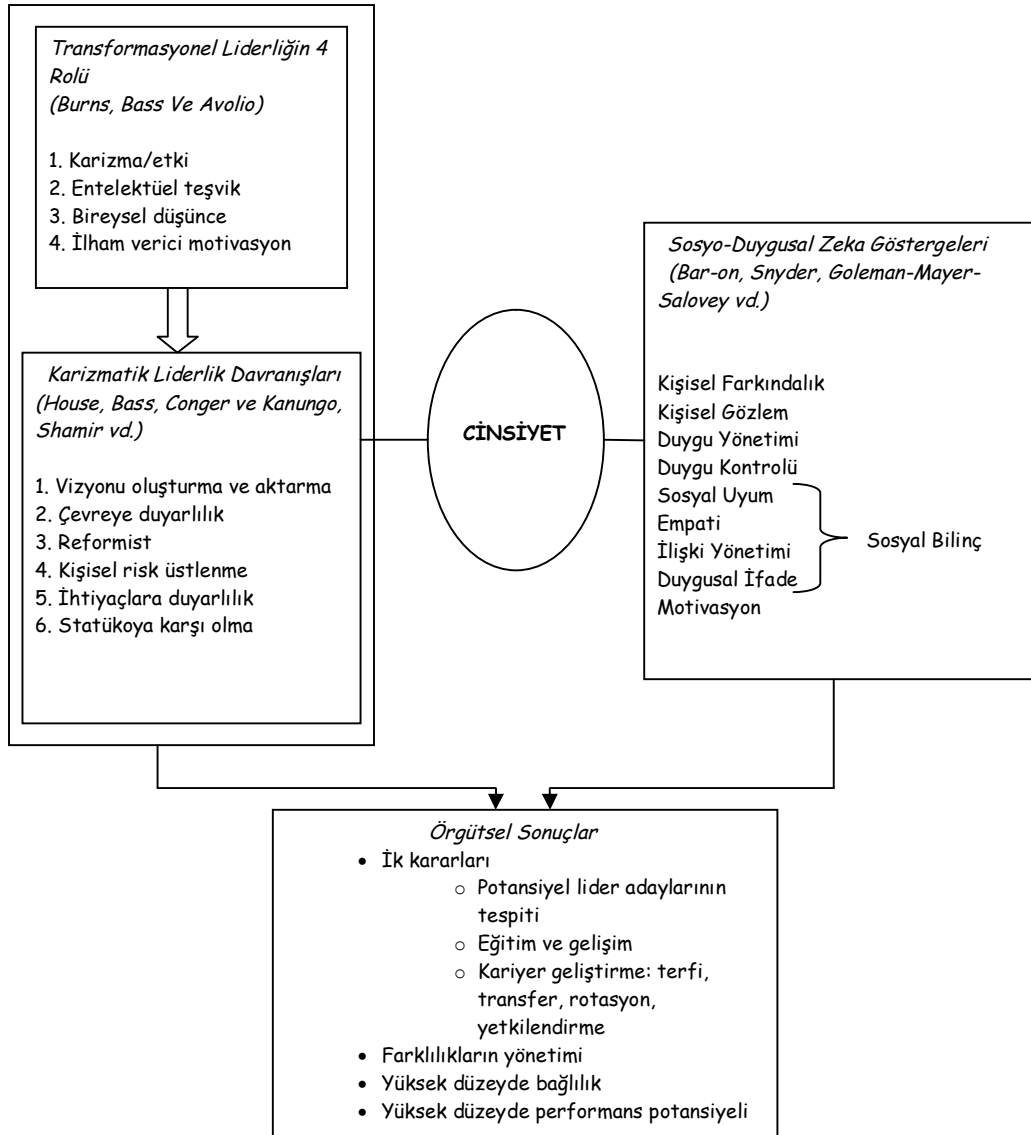 Transformasyonel Liderliğin 4
Rolü
(Burns, Bass Ve Avolio)
1. Karizma/etki
2. Entelektüel teşvik
3. Bireysel düşünce
4. İlham verici motivasyon
Karizmatik Liderlik Davranışları
(House, Bass, Conger ve Kanungo,
Shamir vd.)
1. Vizyonu oluşturma ve aktarma
2. Çevreye duyarlılık
3. Reformist
4. Kişisel risk üstlenme
5. İhtiyaçlara duyarlılık
6. Statükoya karşı olma
CİNSİYET
Sosyo-Duygusal Zeka Göstergeleri
(Bar-on, Snyder, Goleman-Mayer-
Salovey vd.)
Kişisel Farkındalık
Kişisel Gözlem
Duygu Yönetimi
Duygu Kontrolü
Sosyal Uyum
Empati
İlişki Yönetimi
Duygusal İfade
Motivasyon
Sosyal Bilinç
Örgütsel Sonuçlar
• İk kararları
o Potansiyel lider adaylarının
tespiti
o Eğitim ve gelişim
o Kariyer geliştirme: terfi,
transfer, rotasyon,
yetkilendirme
• Farklılıkların yönetimi
• Yüksek düzeyde bağlılık
• Yüksek düzeyde performans potansiyeli